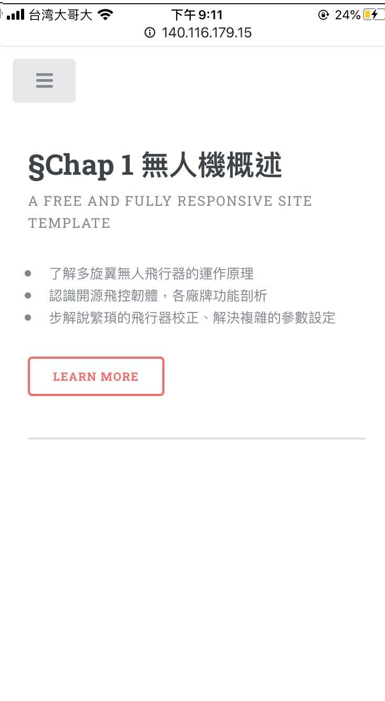 台湾大哥大 下午9:11 24%
140.116.179.15
§Chap 1 無人機概述
A FREE AND FULLY RESPONSIVE SITE
TEMPLATE
了解多旋翼無人飛行器的運作原理
認識開源飛控韌體，各廠牌功能剖析
步解說繁瑣的飛行器校正、解決複雜的參數設定
LEARN MORE